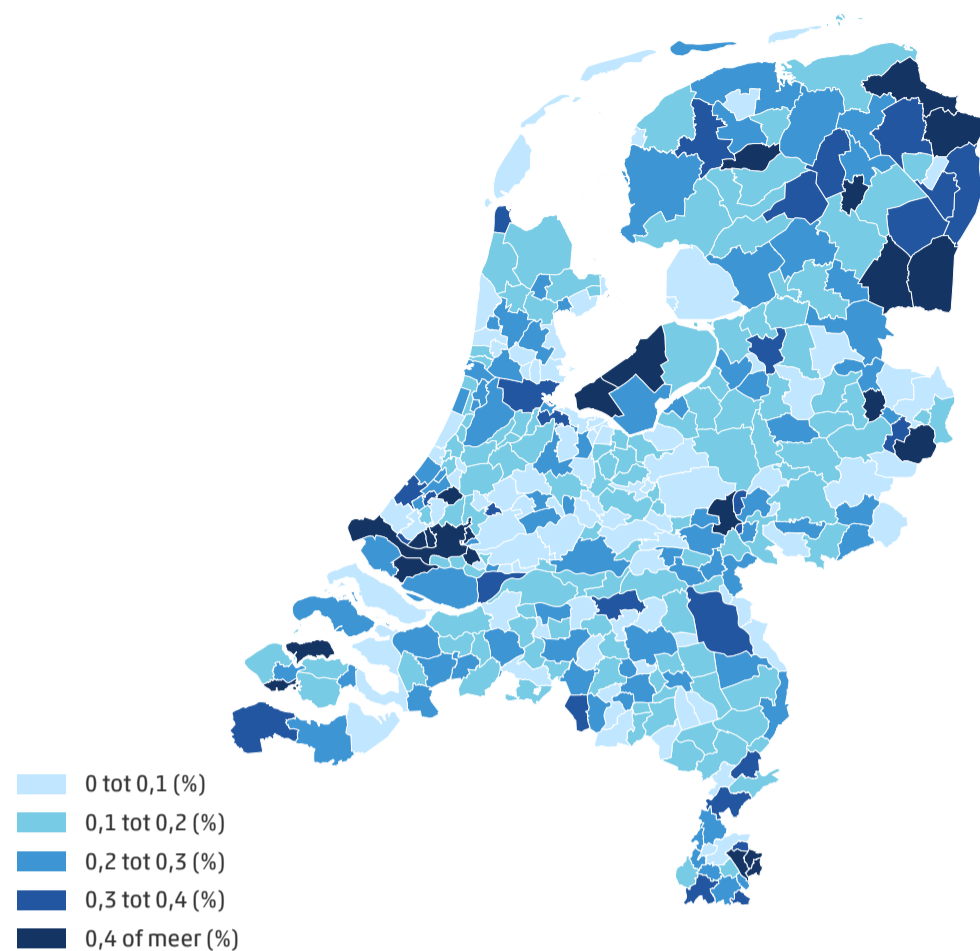 0 tot 0,1 (%)
0,1 tot 0,2 (%)
0,2 tot 0,3 (%)
0,3 tot 0,4 (%)
0,4 of meer (%)